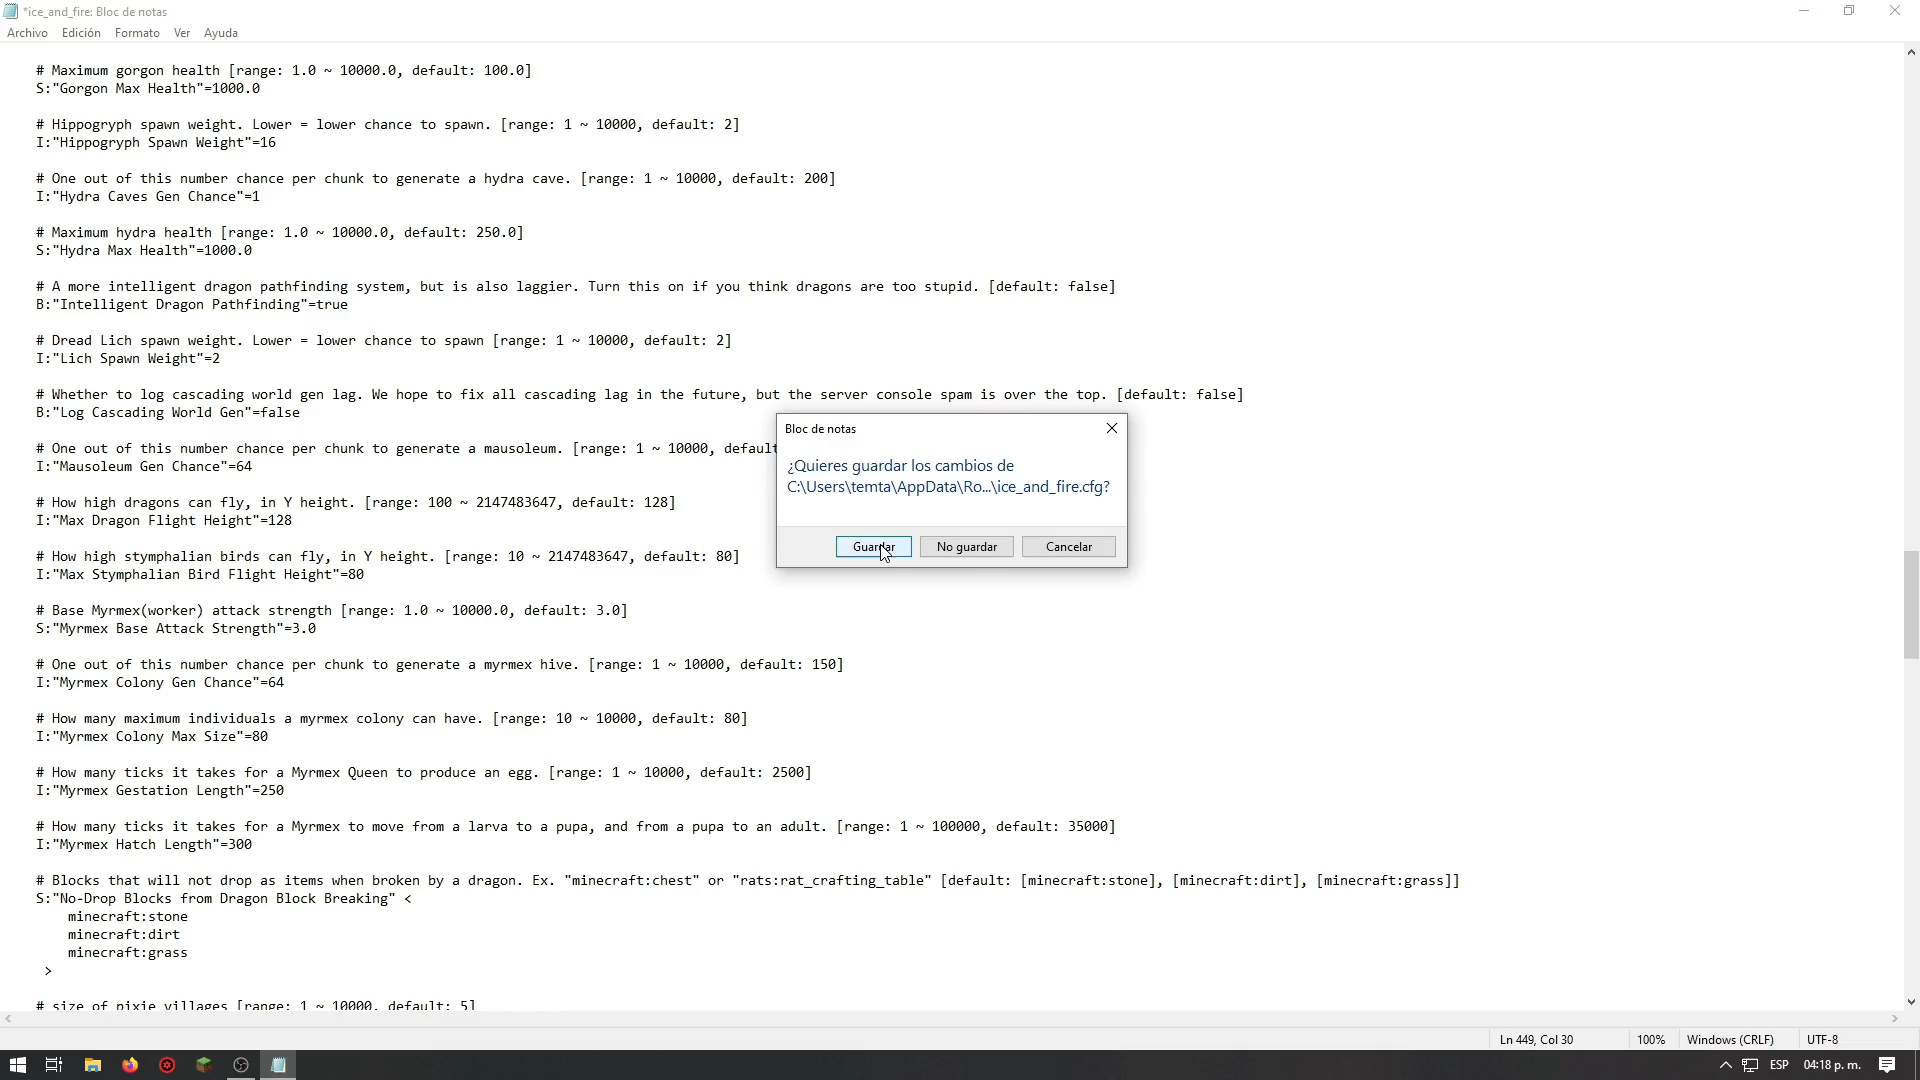 *ice_and_fire: Bloc de notas
Archivo Edición Formato Ver Ayuda
# Maximum gorgon health [range: 1.0 ~ 10000.0, default: 100.0]
S:"Gorgon Max Health"=1000.0
# Hippogryph spawn weight. Lower = lower chance to spawn. [range: 1 ~ 10000, default: 2]
I:"Hippogryph Spawn Weight"=16
# One out of this number chance per chunk to generate a hydra cave. [range: 1 ~ 10000, default: 200]
I:"Hydra Caves Gen Chance"=1
# Maximum hydra health [range: 1.0 ~ 10000.0, default: 250.0]
S:"Hydra Max Health"=1000.0
# A more intelligent dragon pathfinding system, but is also laggier. Turn this on if you think dragons are too stupid. [default: false]
B:"Intelligent Dragon Pathfinding"=true
# Dread Lich spawn weight. Lower = lower chance to spawn [range: 1 ~ 10000, default: 2]
I:"Lich Spawn Weight"=2
# Whether to log cascading world gen lag. We hope to fix all cascading lag in the future, but the server console spam is over the top. [default: false]
B:"Log Cascading World Gen"=false
# One out of this number chance per chunk to generate a mausoleum. [range: 1 ~ 10000, default
I:"Mausoleum Gen Chance"=64
# How high dragons can fly, in Y height. [range: 100 ~ 2147483647, default: 128]
I:"Max Dragon Flight Height"=128
# How high stymphalian birds can fly, in Y height. [range: 10 ~ 2147483647, default: 80]
I:"Max Stymphalian Bird Flight Height"=80
# Base Myrmex(worker) attack strength [range: 1.0 ~ 10000.0, default: 3.0]
S:"Myrmex Base Attack Strength"=3.0
# One out of this number chance per chunk to generate a myrmex hive. [range: 1 ~ 10000, default: 150]
I:"Myrmex Colony Gen Chance"=64
# How many maximum individuals a myrmex colony can have. [range: 10 ~ 10000, default: 80]
I:"Myrmex Colony Max Size"=80
# How many ticks it takes for a Myrmex Queen to produce an egg. [range: 1 ~ 10000, default: 2500]
I:"Myrmex Gestation Length"=250
# How many ticks it takes for a Myrmex to move from a larva to a pupa, and from a pupa to an adult. [range: 1 ~ 100000, default: 35000]
I:"Myrmex Hatch Length"=300
# Blocks that will not drop as items when broken by a dragon. Ex. "minecraft:chest" or "rats:rat_crafting_table" [default: [minecraft:stone], [minecraft:dirt], [minecraft:grass]]
S:"No-Drop Blocks from Dragon Block Breaking" <
minecraft:stone
minecraft:dirt
minecraft:grass
>
# size of pixie villages [range: 1 ~ 10000, default: 5]
Bloc de notas
¿Quieres guardar los cambios de
C:\Users\temta\AppData\Ro...\ice_and_fire.cfg?
Guardar No guardar Cancelar
Ln 449, Col 30 100% Windows (CRLF) UTF-8
ESP 04:18 p. m.